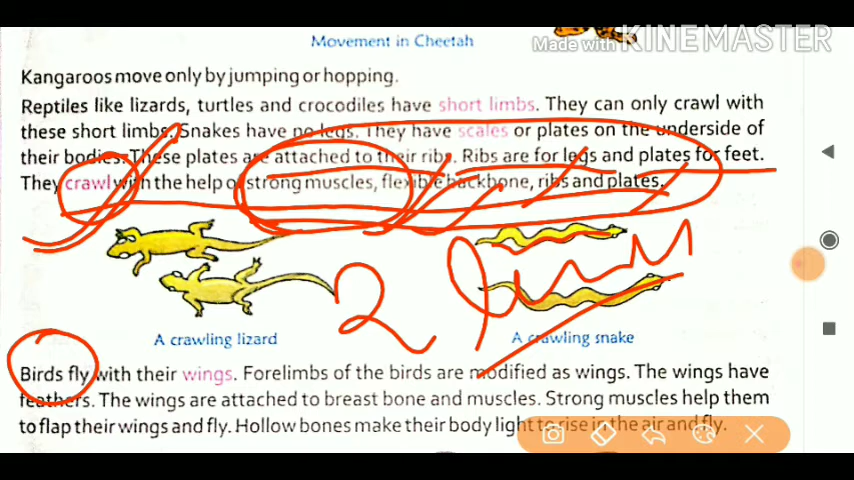 Movement in Cheetah
Made with KINEMASTER
Kangaroos move only by jumping or hopping.
Reptiles like lizards, turtles and crocodiles have short limbs. They can only crawl with
these short limbs. Snakes have no legs. They have scales or plates on the underside of
their bodies. These plates are attached to their ribs. Ribs are for legs and plates for feet.
They crawl with the help of strong muscles, flexible backbone, ribs and plates.
2
A crawling lizard
A crawling snake
Birds fly with their wings. Forelimbs of the birds are modified as wings. The wings have
feathers. The wings are attached to breast bone and muscles. Strong muscles help them
to flap their wings and fly. Hollow bones make their body light to rise in the air and fly.